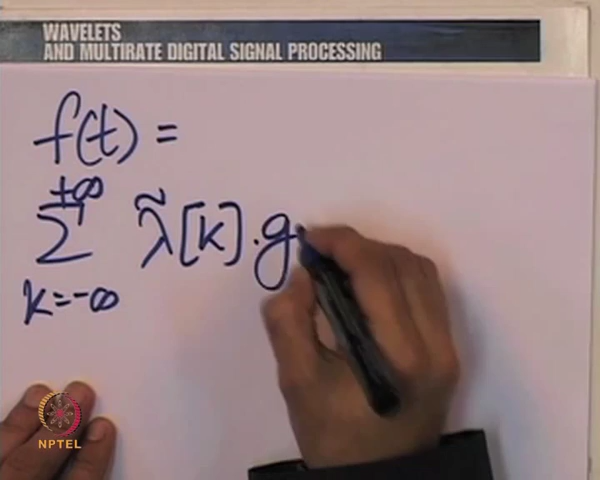 WAVELETS
AND MULTIRATE DIGITAL SIGNAL PROCESSING
f(t) =
+∞
Σ λ̃[k].g
k=-∞
NPTEL